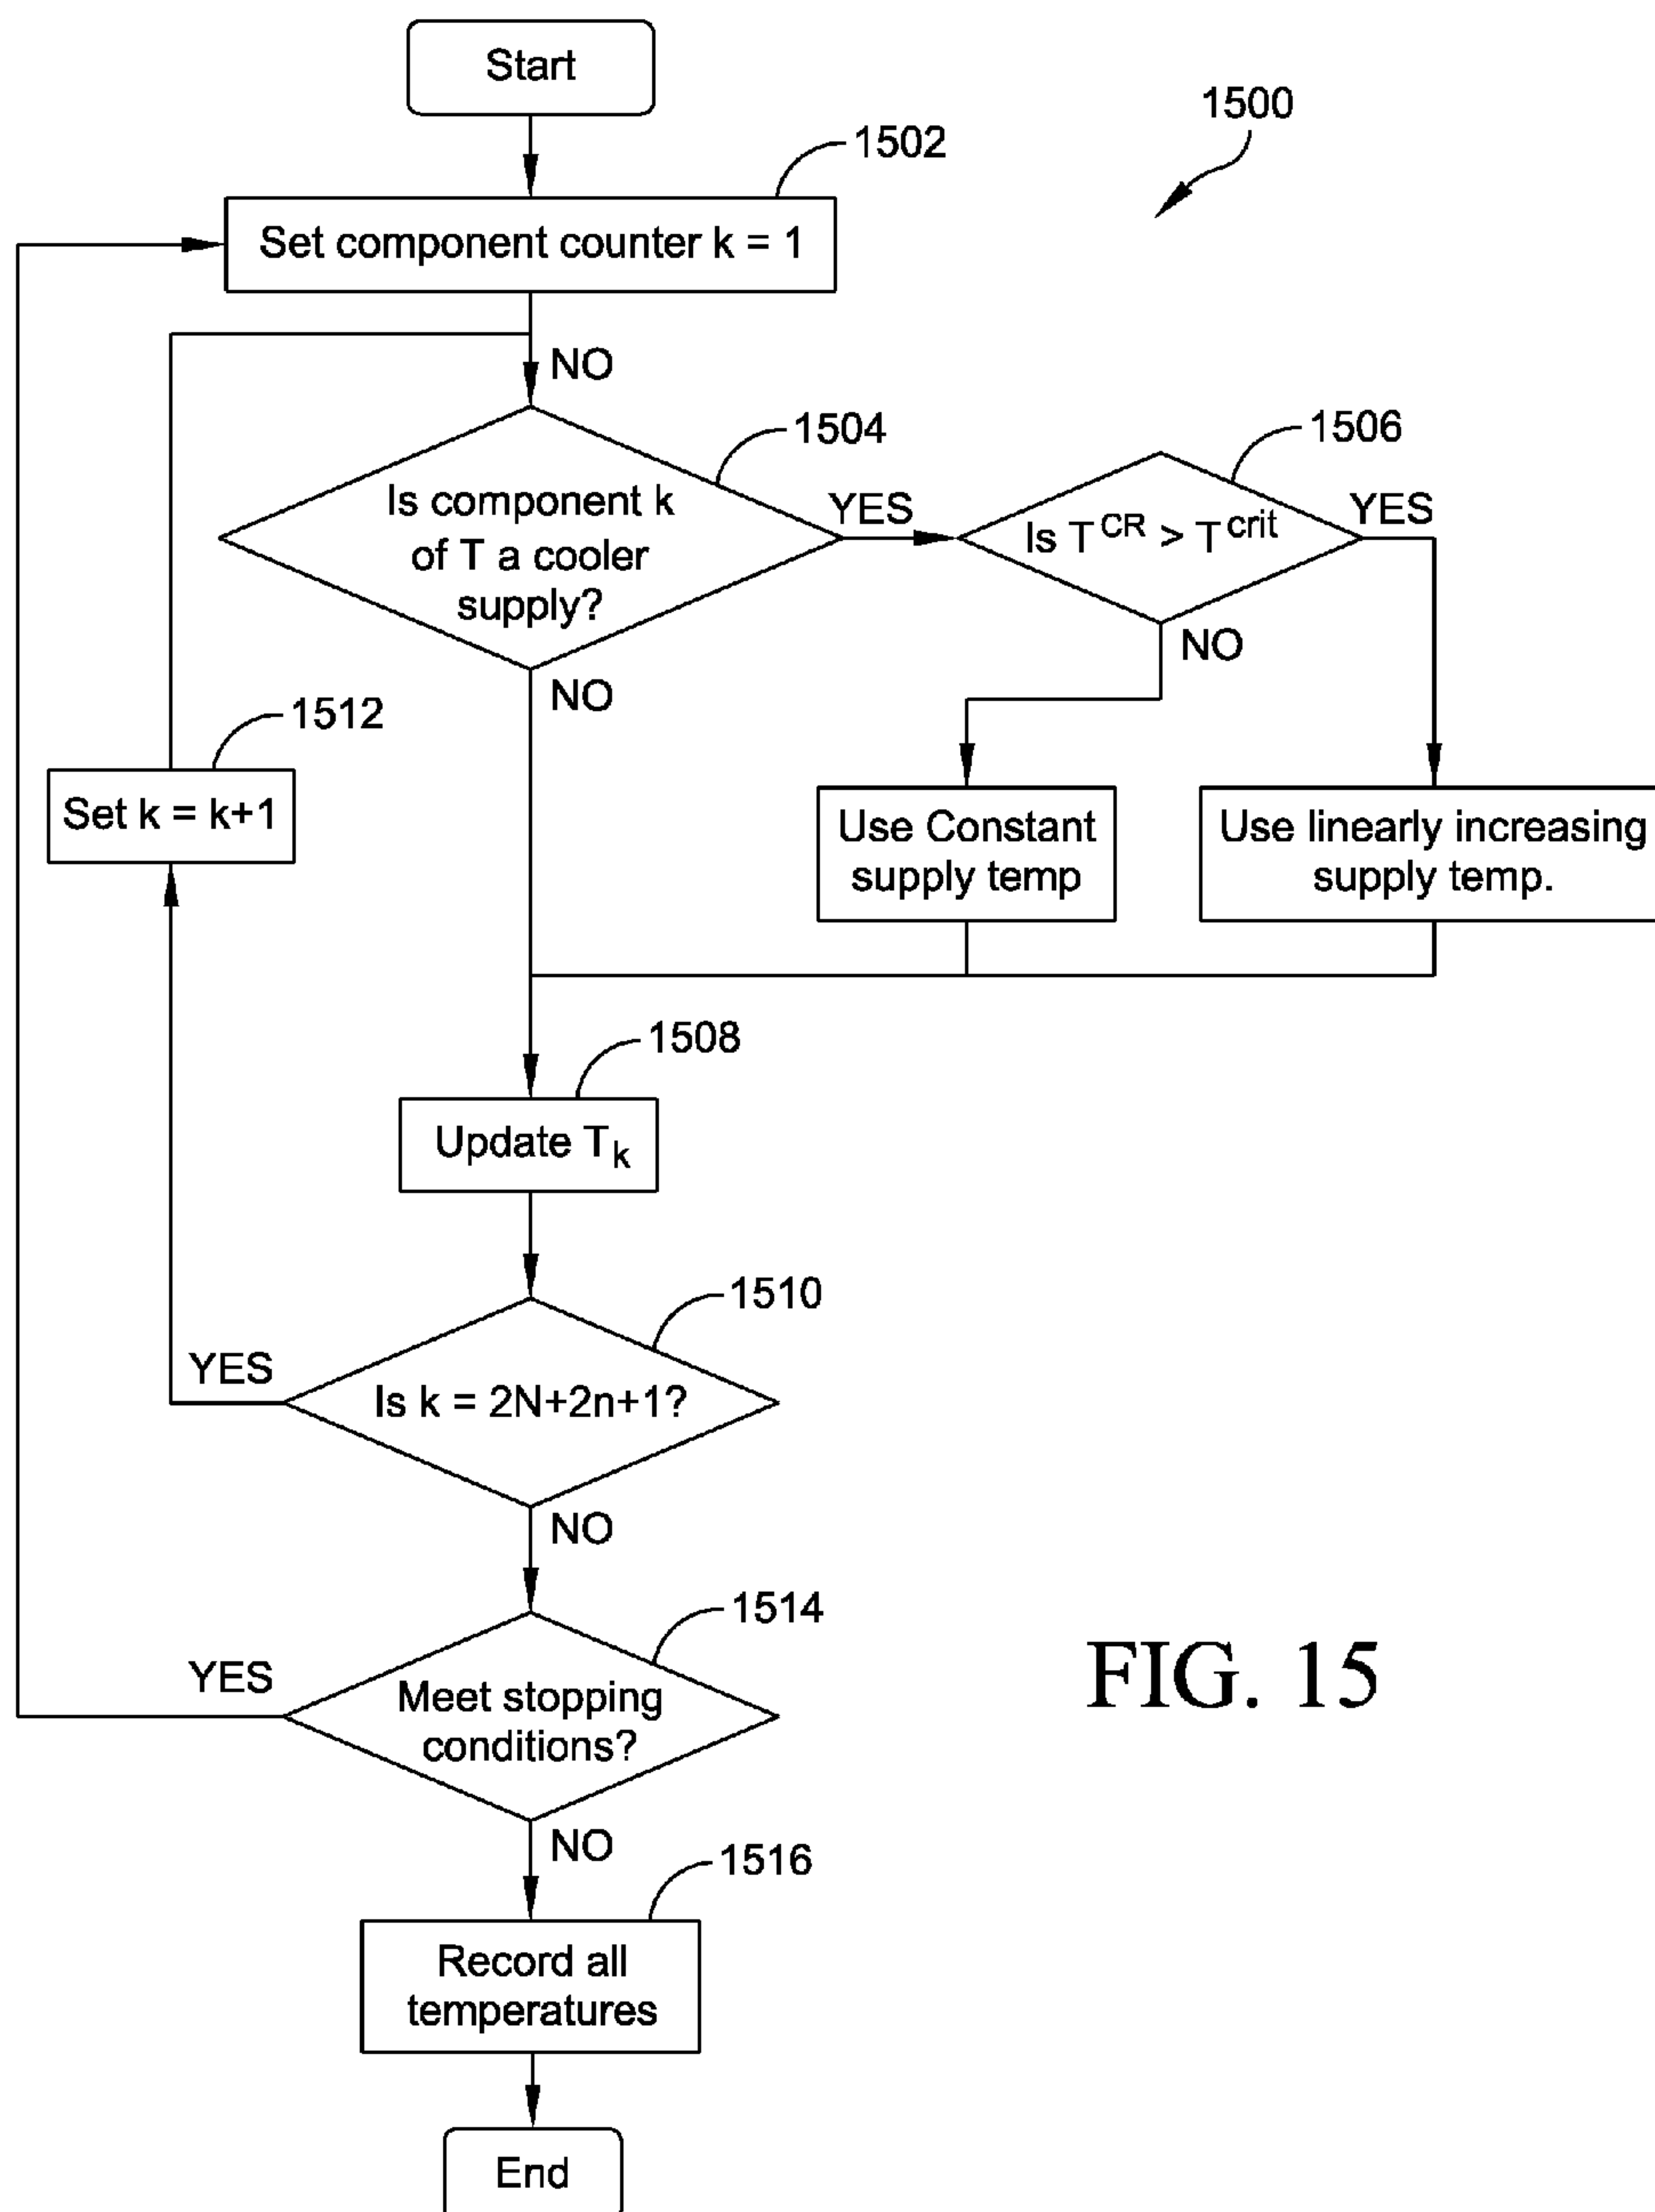 Start
1500
1502
Set component counter k = 1
NO
1504
1506
Is component k
of T a cooler
supply?
YES
Is T^CR > T^crit
YES
NO
NO
1512
Set k = k+1
Use Constant
supply temp
Use linearly increasing
supply temp.
1508
Update T_k
1510
YES
Is k = 2N+2n+1?
NO
1514
YES
Meet stopping
conditions?
FIG. 15
NO
1516
Record all
temperatures
End